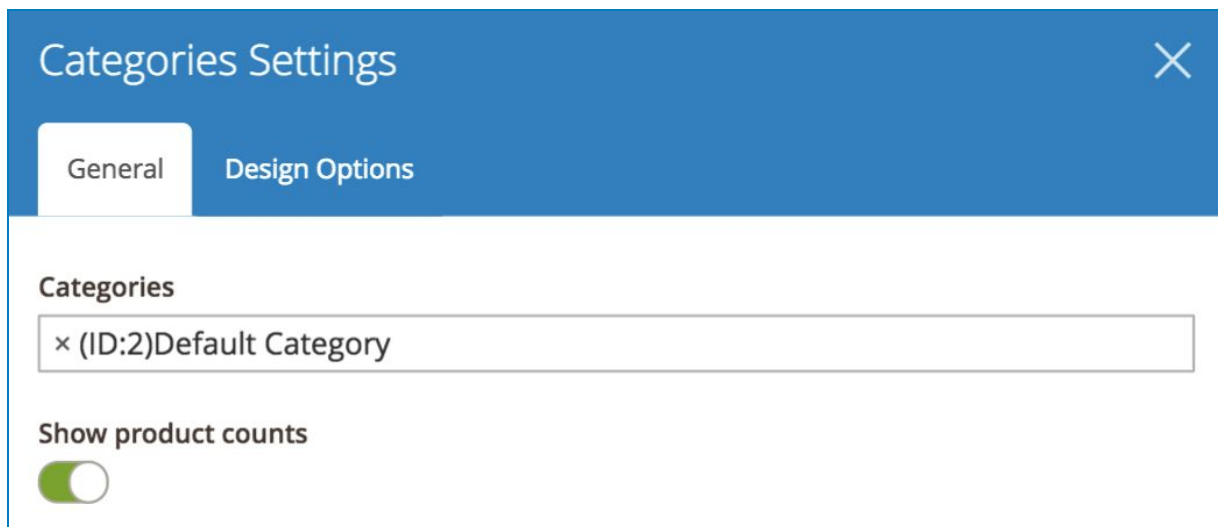 Categories Settings
General Design Options
Categories
× (ID:2)Default Category
Show product counts